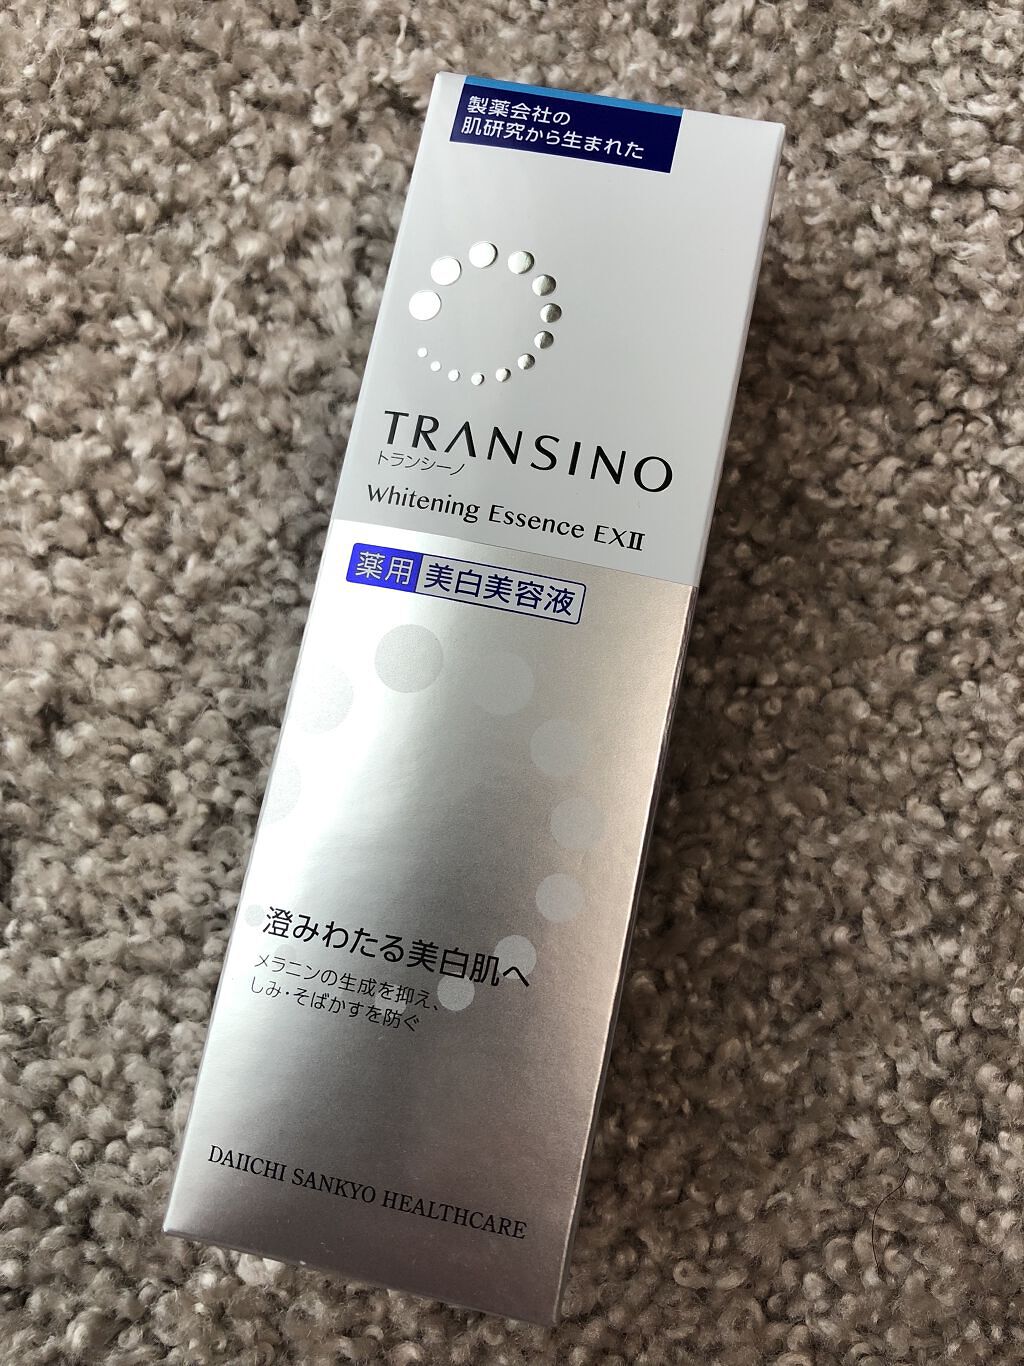 製薬会社の
肌研究から生まれた
TRANSINO
トランシーノ
Whitening Essence EXⅡ
薬用 美白美容液
澄みわたる美白肌へ
メラニンの生成を抑え、
しみ・そばかすを防ぐ
DAIICHI SANKYO HEALTHCARE